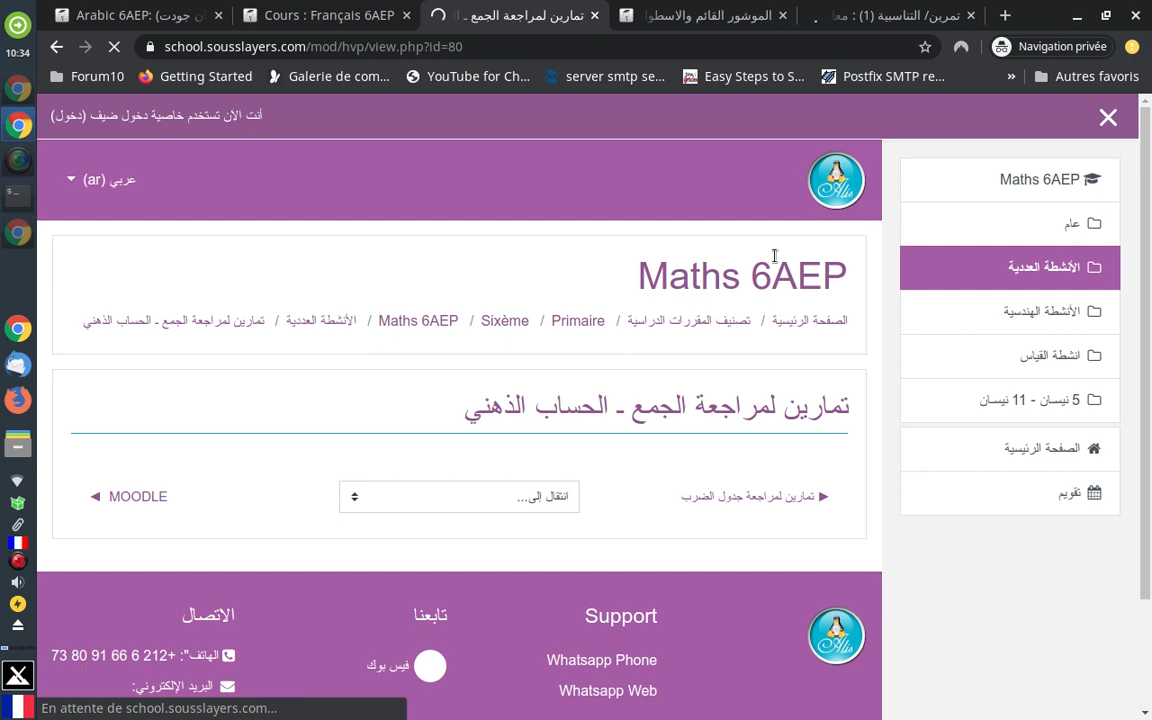 Arabic 6AEP: (ن جودت
Cours : Français 6AEP
تمارين لمراجعة الجمع ـ ا
الموشور القائم والاسطوا
تمرين/ التناسبية (1) : معا
10:34
school.sousslayers.com/mod/hvp/view.php?id=80
Navigation privée
Forum10
Getting Started
Galerie de com...
YouTube for Ch...
server smtp se...
Easy Steps to S...
Postfix SMTP re...
»
Autres favoris
أنت الآن تستخدم خاصية دخول ضيف (دخول)
عربي (ar)
Alis
Maths 6AEP
عام
الأنشطة العددية
الأنشطة الهندسية
انشطة القياس
5 نيسان - 11 نيسان
الصفحة الرئيسية
تقويم
Maths 6AEP
الصفحة الرئيسية / تصنيف المقررات الدراسية / Primaire / Sixème / Maths 6AEP / الأنشطة العددية / تمارين لمراجعة الجمع ـ الحساب الذهني
تمارين لمراجعة الجمع ـ الحساب الذهني
▶ تمارين لمراجعة جدول الضرب
انتقال إلى...
MOODLE ◀
Alis
Support
Whatsapp Phone
Whatsapp Web
تابعنا
فيس بوك
الاتصال
الهاتف": +212 6 66 91 80 73
البريد الإلكتروني:
En attente de school.sousslayers.com...